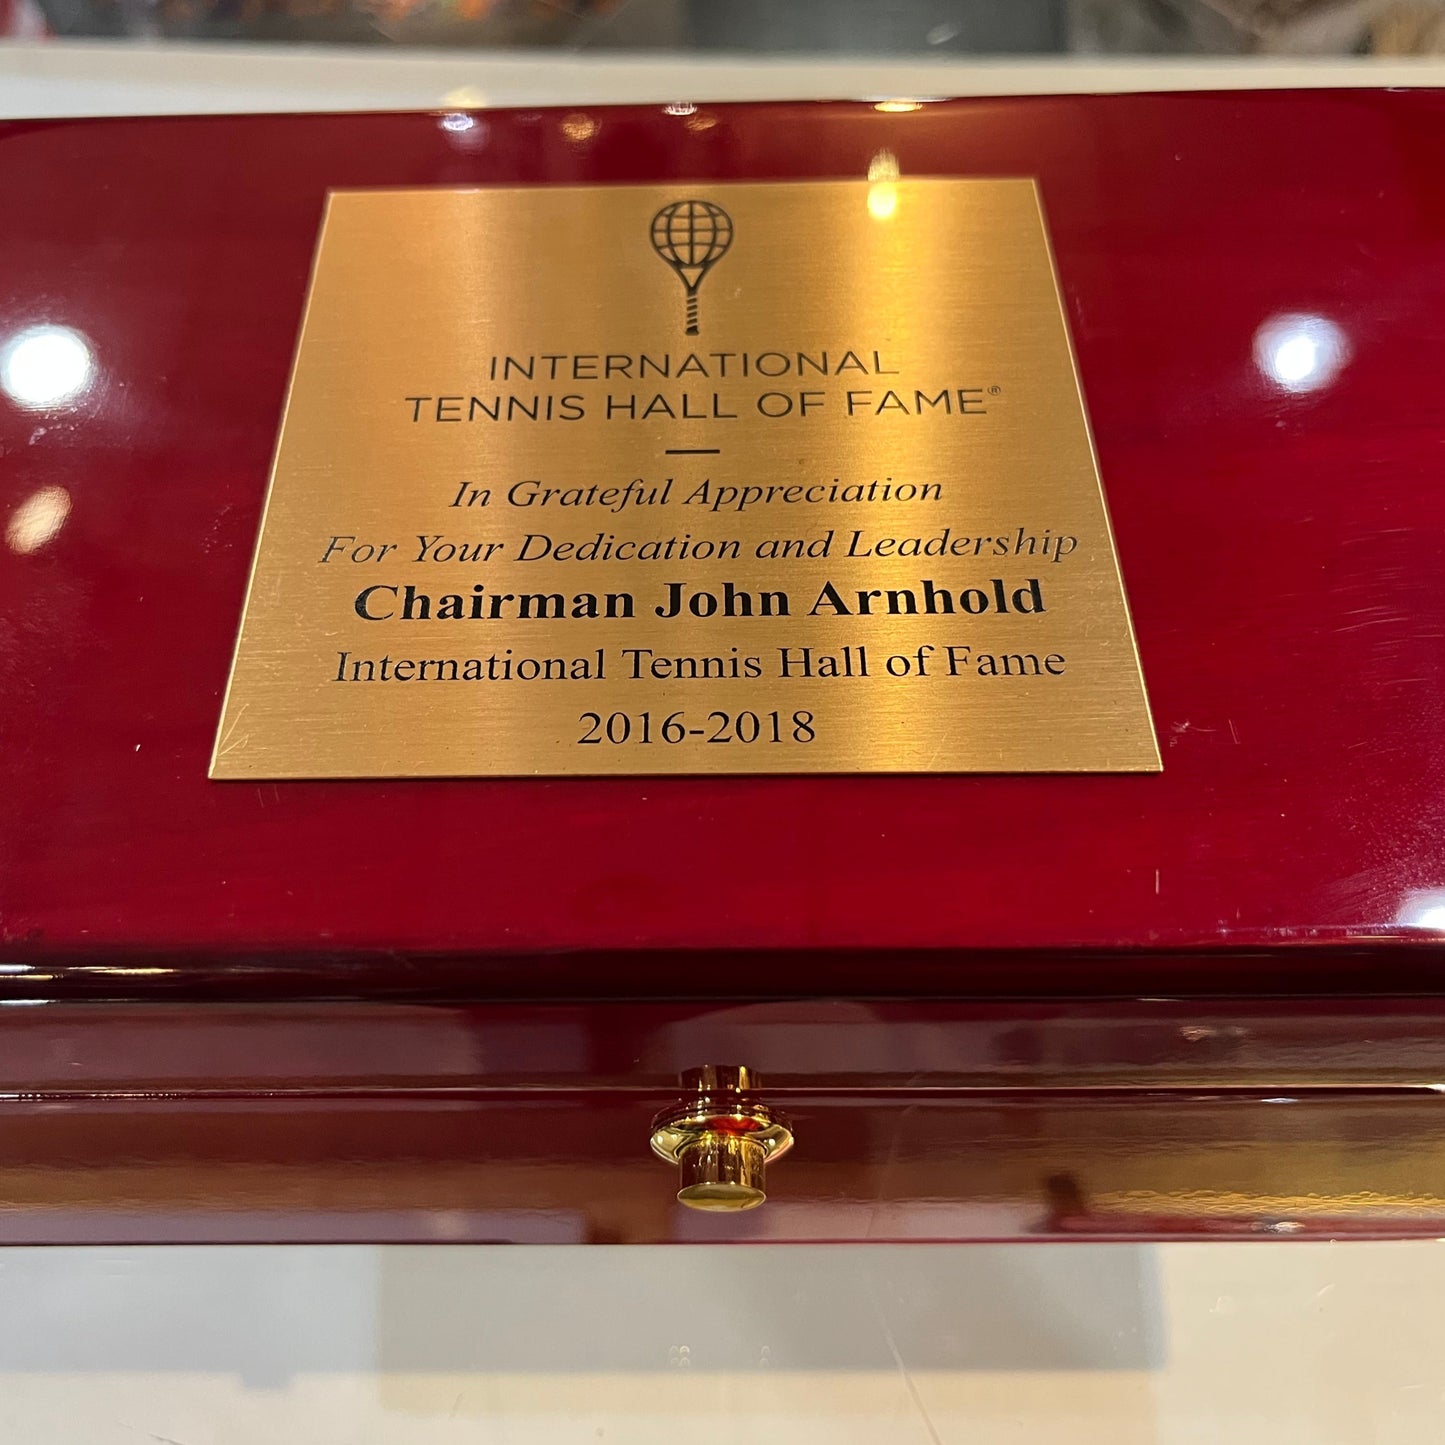 INTERNATIONAL
TENNIS HALL OF FAME®
In Grateful Appreciation
For Your Dedication and Leadership
Chairman John Arnhold
International Tennis Hall of Fame
2016-2018